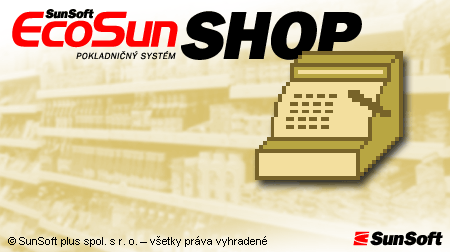 SunSoft
EcoSun SHOP
POKLADNIČNÝ SYSTÉM
© SunSoft plus spol. s r. o. – všetky práva vyhradené
SunSoft